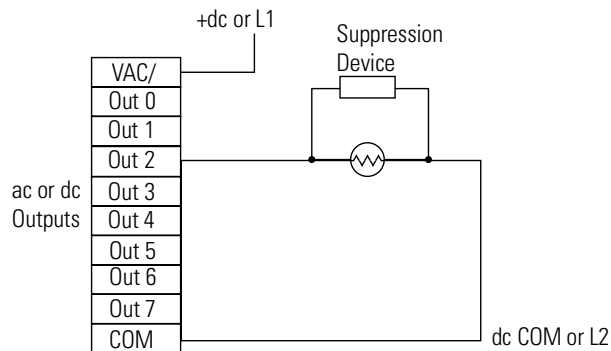 +dc or L1
Suppression
Device
VAC/
Out 0
Out 1
Out 2
Out 3
Out 4
Out 5
Out 6
Out 7
COM
ac or dc
Outputs
dc COM or L2